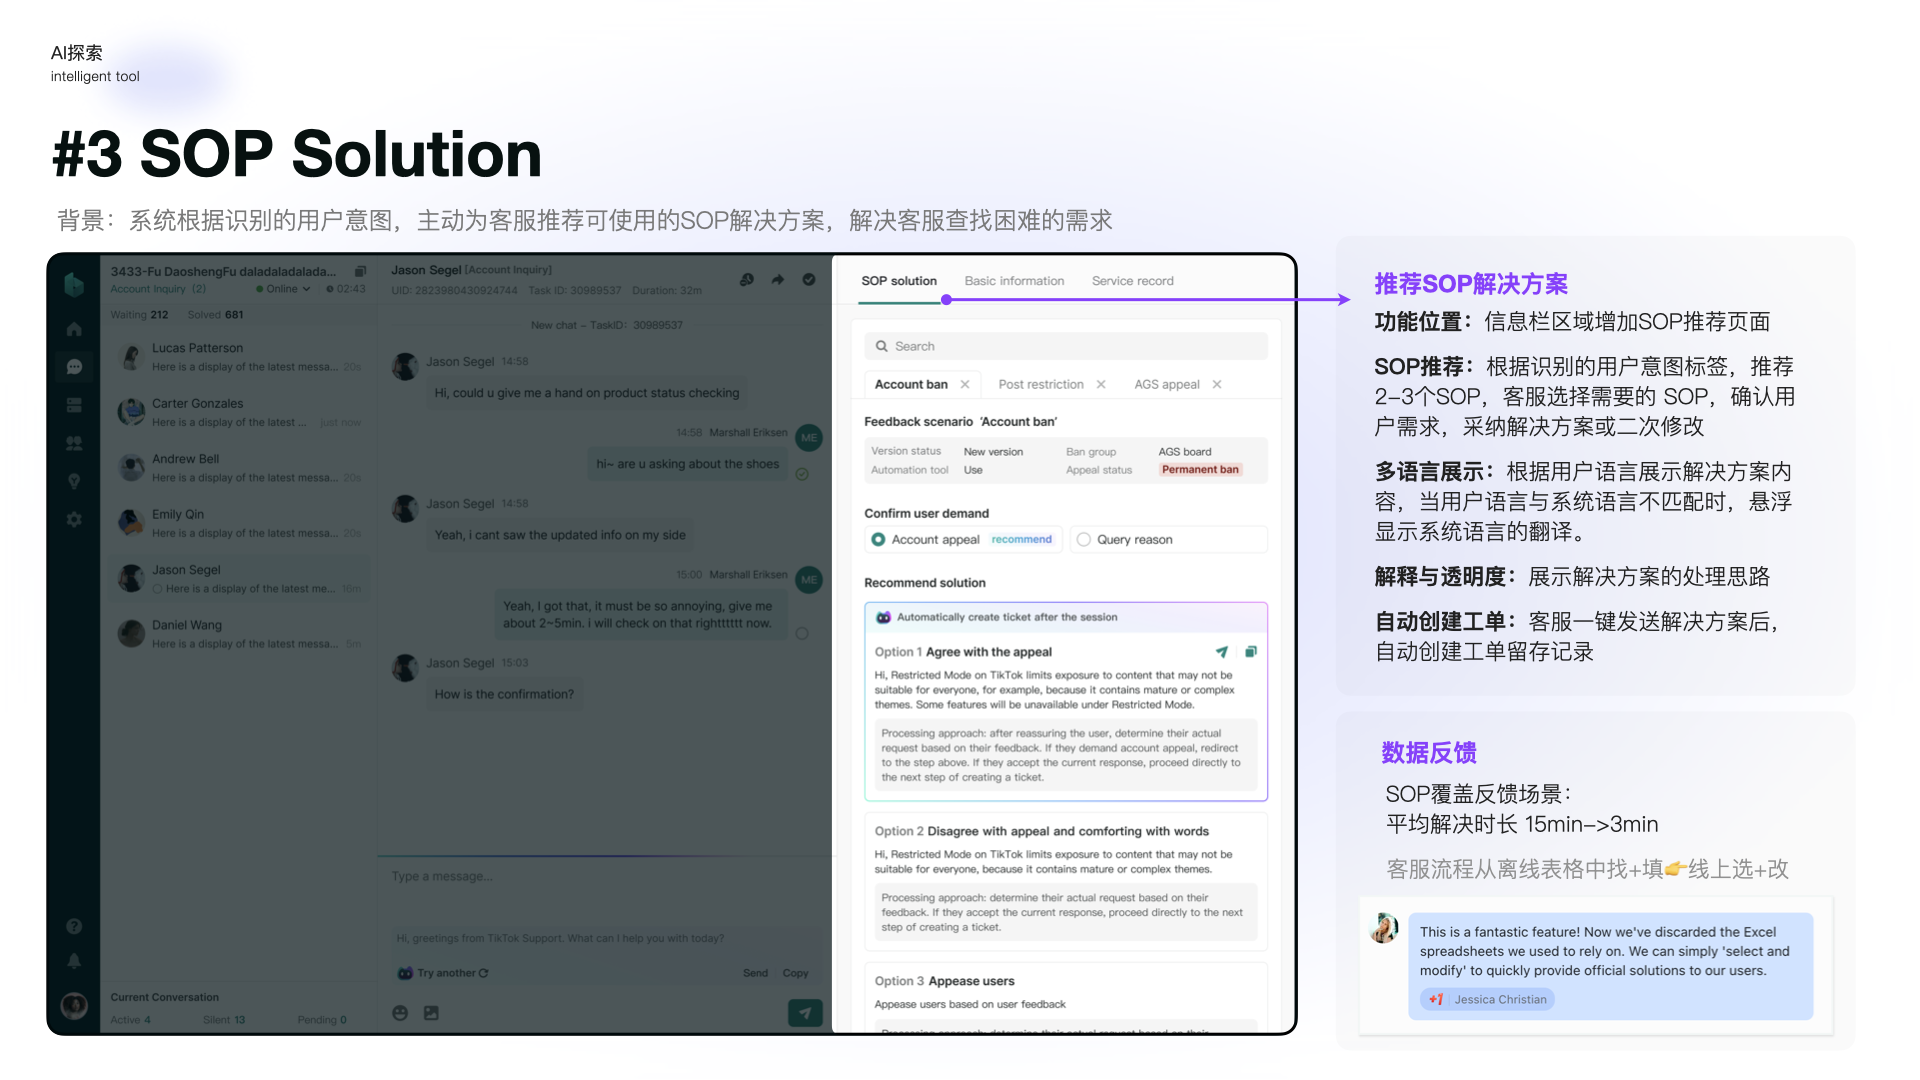 AI探索
intelligent tool
#3 SOP Solution
背景：系统根据识别的用户意图，主动为客服推荐可使用的SOP解决方案，解决客服查找困难的需求
3433-Fu DaoshengFu daladaladalada...
Account Inquiry (2)
Online
02:43
Waiting 212 Solved 681
Lucas Patterson
Here is a display of the latest messa... 20s
Carter Gonzales
Here is a display of the latest ... just now
Andrew Bell
Here is a display of the latest messa... 20s
Emily Qin
Here is a display of the latest messa... 20s
Jason Segel
Here is a display of the latest me... 16m
Daniel Wang
Here is a display of the latest messa... 6m
Current Conversation
Active 4 Silent 13 Pending 0
Jason Segel [Account Inquiry]
UID: 2823980430924744 Task ID: 30989537 Duration: 32m
New chat – TaskID：30989537
Jason Segel 14:58
Hi, could u give me a hand on product status checking
14:58 Marshall Eriksen
ME
hi~ are u asking about the shoes
Jason Segel 14:58
Yeah, i cant saw the updated info on my side
15:00 Marshall Eriksen
ME
Yeah, I got that, it must be so annoying, give me
about 2~5min. i will check on that rightttttt now.
Jason Segel 15:03
How is the confirmation?
Type a message...
Hi, greetings from TikTok Support. What can I help you with today?
Try another
Send Copy
SOP solution Basic information Service record
Search
Account ban Post restriction AGS appeal
Feedback scenario 'Account ban'
Version status New version Ban group AGS board
Automation tool Use Appeal status Permanent ban
Confirm user demand
Account appeal recommend Query reason
Recommend solution
Automatically create ticket after the session
Option 1 Agree with the appeal
Hi, Restricted Mode on TikTok limits exposure to content that may not be
suitable for everyone, for example, because it contains mature or complex
themes. Some features will be unavailable under Restricted Mode.
Processing approach: after reassuring the user, determine their actual
request based on their feedback. If they demand account appeal, redirect
to the step above. If they accept the current response, proceed directly to
the next step of creating a ticket.
Option 2 Disagree with appeal and comforting with words
Hi, Restricted Mode on TikTok limits exposure to content that may not be
suitable for everyone, because it contains mature or complex themes.
Processing approach: determine their actual request based on their
feedback. If they accept the current response, proceed directly to the next
step of creating a ticket.
Option 3 Appease users
Appease users based on user feedback
Processing approach: determine their actual request based on their
推荐SOP解决方案
功能位置：信息栏区域增加SOP推荐页面
SOP推荐：根据识别的用户意图标签，推荐
2–3个SOP，客服选择需要的 SOP，确认用
户需求，采纳解决方案或二次修改
多语言展示：根据用户语言展示解决方案内
容，当用户语言与系统语言不匹配时，悬浮
显示系统语言的翻译。
解释与透明度：展示解决方案的处理思路
自动创建工单：客服一键发送解决方案后，
自动创建工单留存记录
数据反馈
SOP覆盖反馈场景：
平均解决时长 15min–>3min
客服流程从离线表格中找+填👉线上选+改
This is a fantastic feature! Now we've discarded the Excel
spreadsheets we used to rely on. We can simply 'select and
modify' to quickly provide official solutions to our users.
+1 Jessica Christian